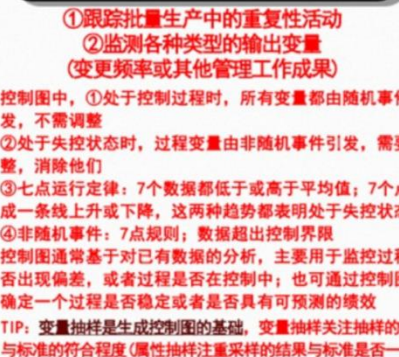 ①跟踪批量生产中的重复性活动
②监测各种类型的输出变量
(变更频率或其他管理工作成果)
控制图中，①处于控制过程时，所有变量都由随机事
发，不需调整
②处于失控状态时，过程变量由非随机事件引发，需
整，消除他们
③七点运行定律：7个数据都低于或高于平均值；7个
成一条线上升或下降，这两种趋势都表明处于失控状
④非随机事件：7点规则；数据超出控制界限
控制图通常基于对已有数据的分析，主要用于监控过
否出现偏差，或者过程是否在控制中；也可通过控制
确定一个过程是否稳定或者是否具有可预测的绩效
TIP：变量抽样是生成控制图的基础，变量抽样关注抽样的
与标准的符合程度(属性抽样注重采样的结果与标准是否一